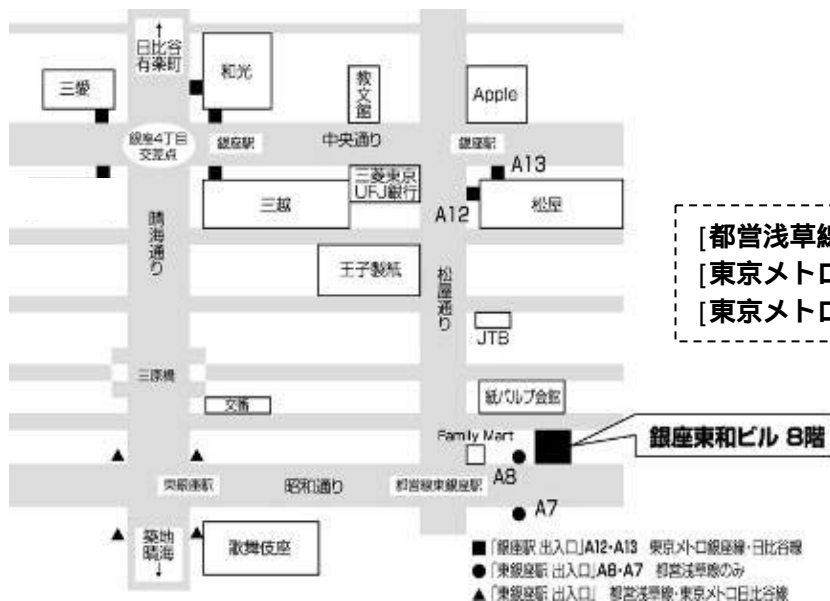 ↑
日比谷
有楽町
三愛
和光
教
文
館
Apple
銀座4丁目
交差点
銀座駅
中央通り
銀座駅
A13
三菱東京
UFJ銀行
三越
A12
松屋
晴海通り
[都営浅草線
[東京メトロ
[東京メトロ
王子製紙
松屋通り
JTB
三原橋
紙パルプ会館
交番
Family Mart
銀座東和ビル 8階
東銀座駅
昭和通り
都営線東銀座駅
A8
A7
築地
晴海
↓
歌舞伎座
■「銀座駅 出入口」A12・A13 東京メトロ銀座線・日比谷線
●「東銀座駅 出入口」A8・A7 都営浅草線のみ
▲「東銀座駅 出入口」 都営浅草線・東京メトロ日比谷線